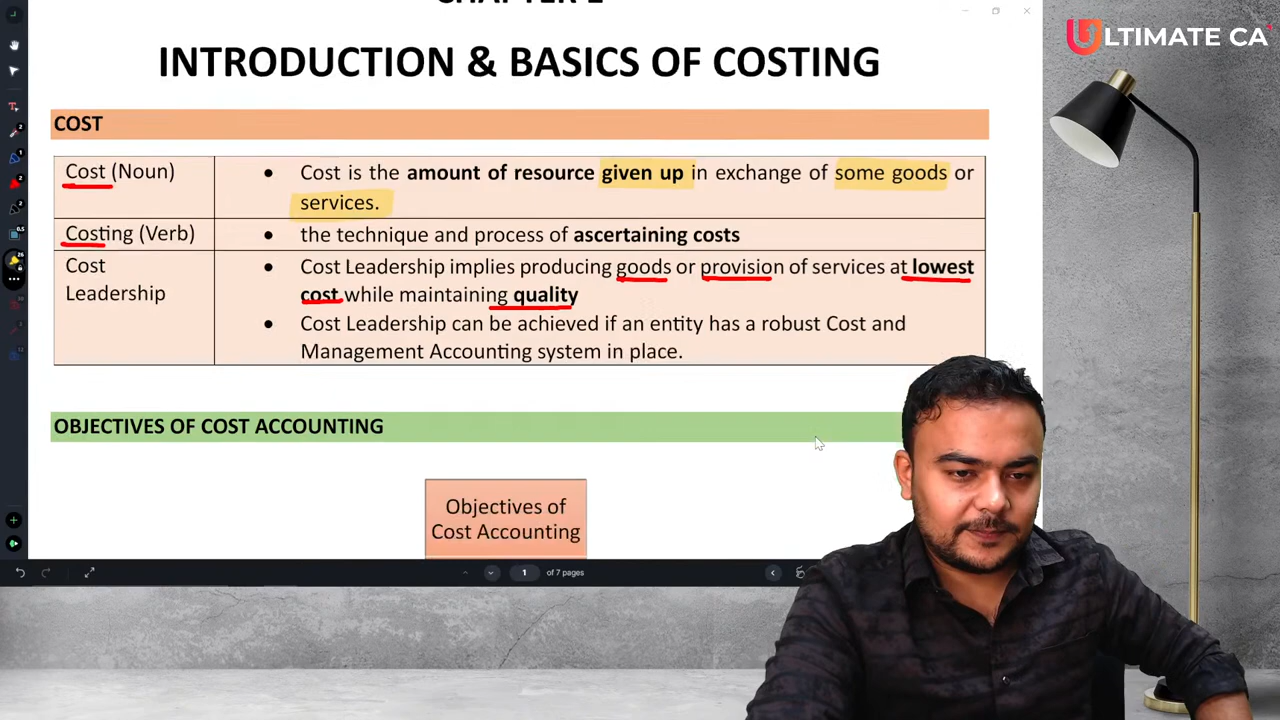 CHAPTER 1
ULTIMATE CA
INTRODUCTION & BASICS OF COSTING
COST
Cost (Noun)
• Cost is the amount of resource given up in exchange of some goods or
services.
Costing (Verb)
• the technique and process of ascertaining costs
Cost
Leadership
• Cost Leadership implies producing goods or provision of services at lowest
cost while maintaining quality
• Cost Leadership can be achieved if an entity has a robust Cost and
Management Accounting system in place.
OBJECTIVES OF COST ACCOUNTING
Objectives of
Cost Accounting
1 of 7 pages